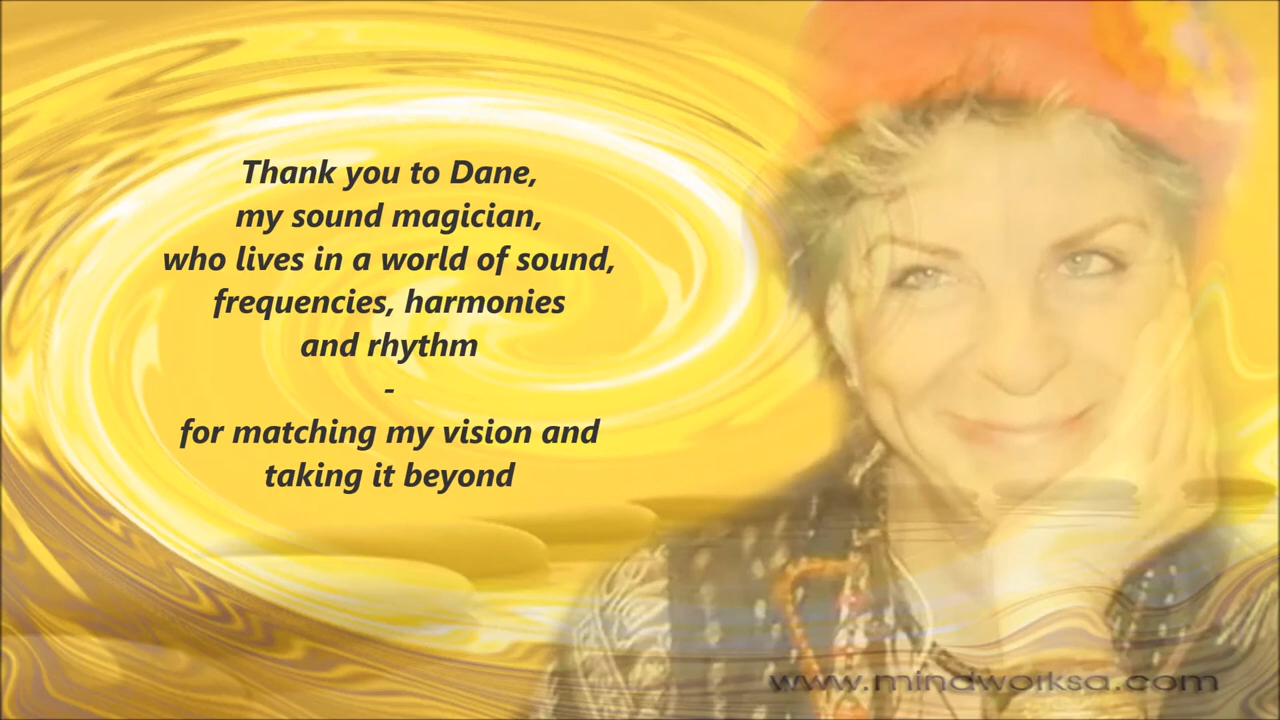 Thank you to Dane,
my sound magician,
who lives in a world of sound,
frequencies, harmonies
and rhythm
-
for matching my vision and
taking it beyond
www.mindworksa.com